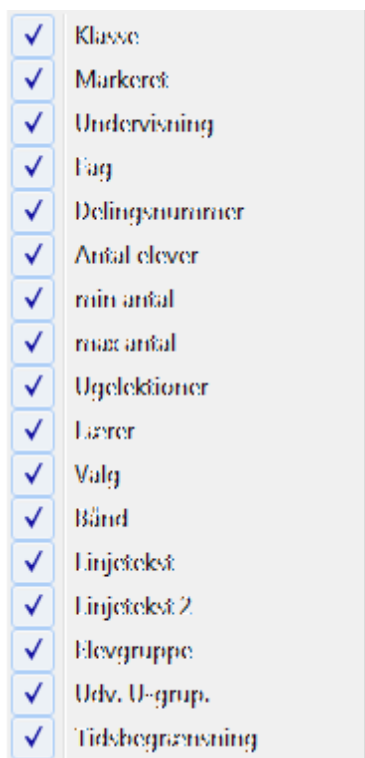 Klasse
Markeret
Undervisning
Fag
Delingsnummer
Antal elever
min antal
max antal
Ugelektioner
Lærer
Valg
Bånd
Linjetekst
Linjetekst 2
Elevgruppe
Udv. U-grup.
Tidsbegrænsning